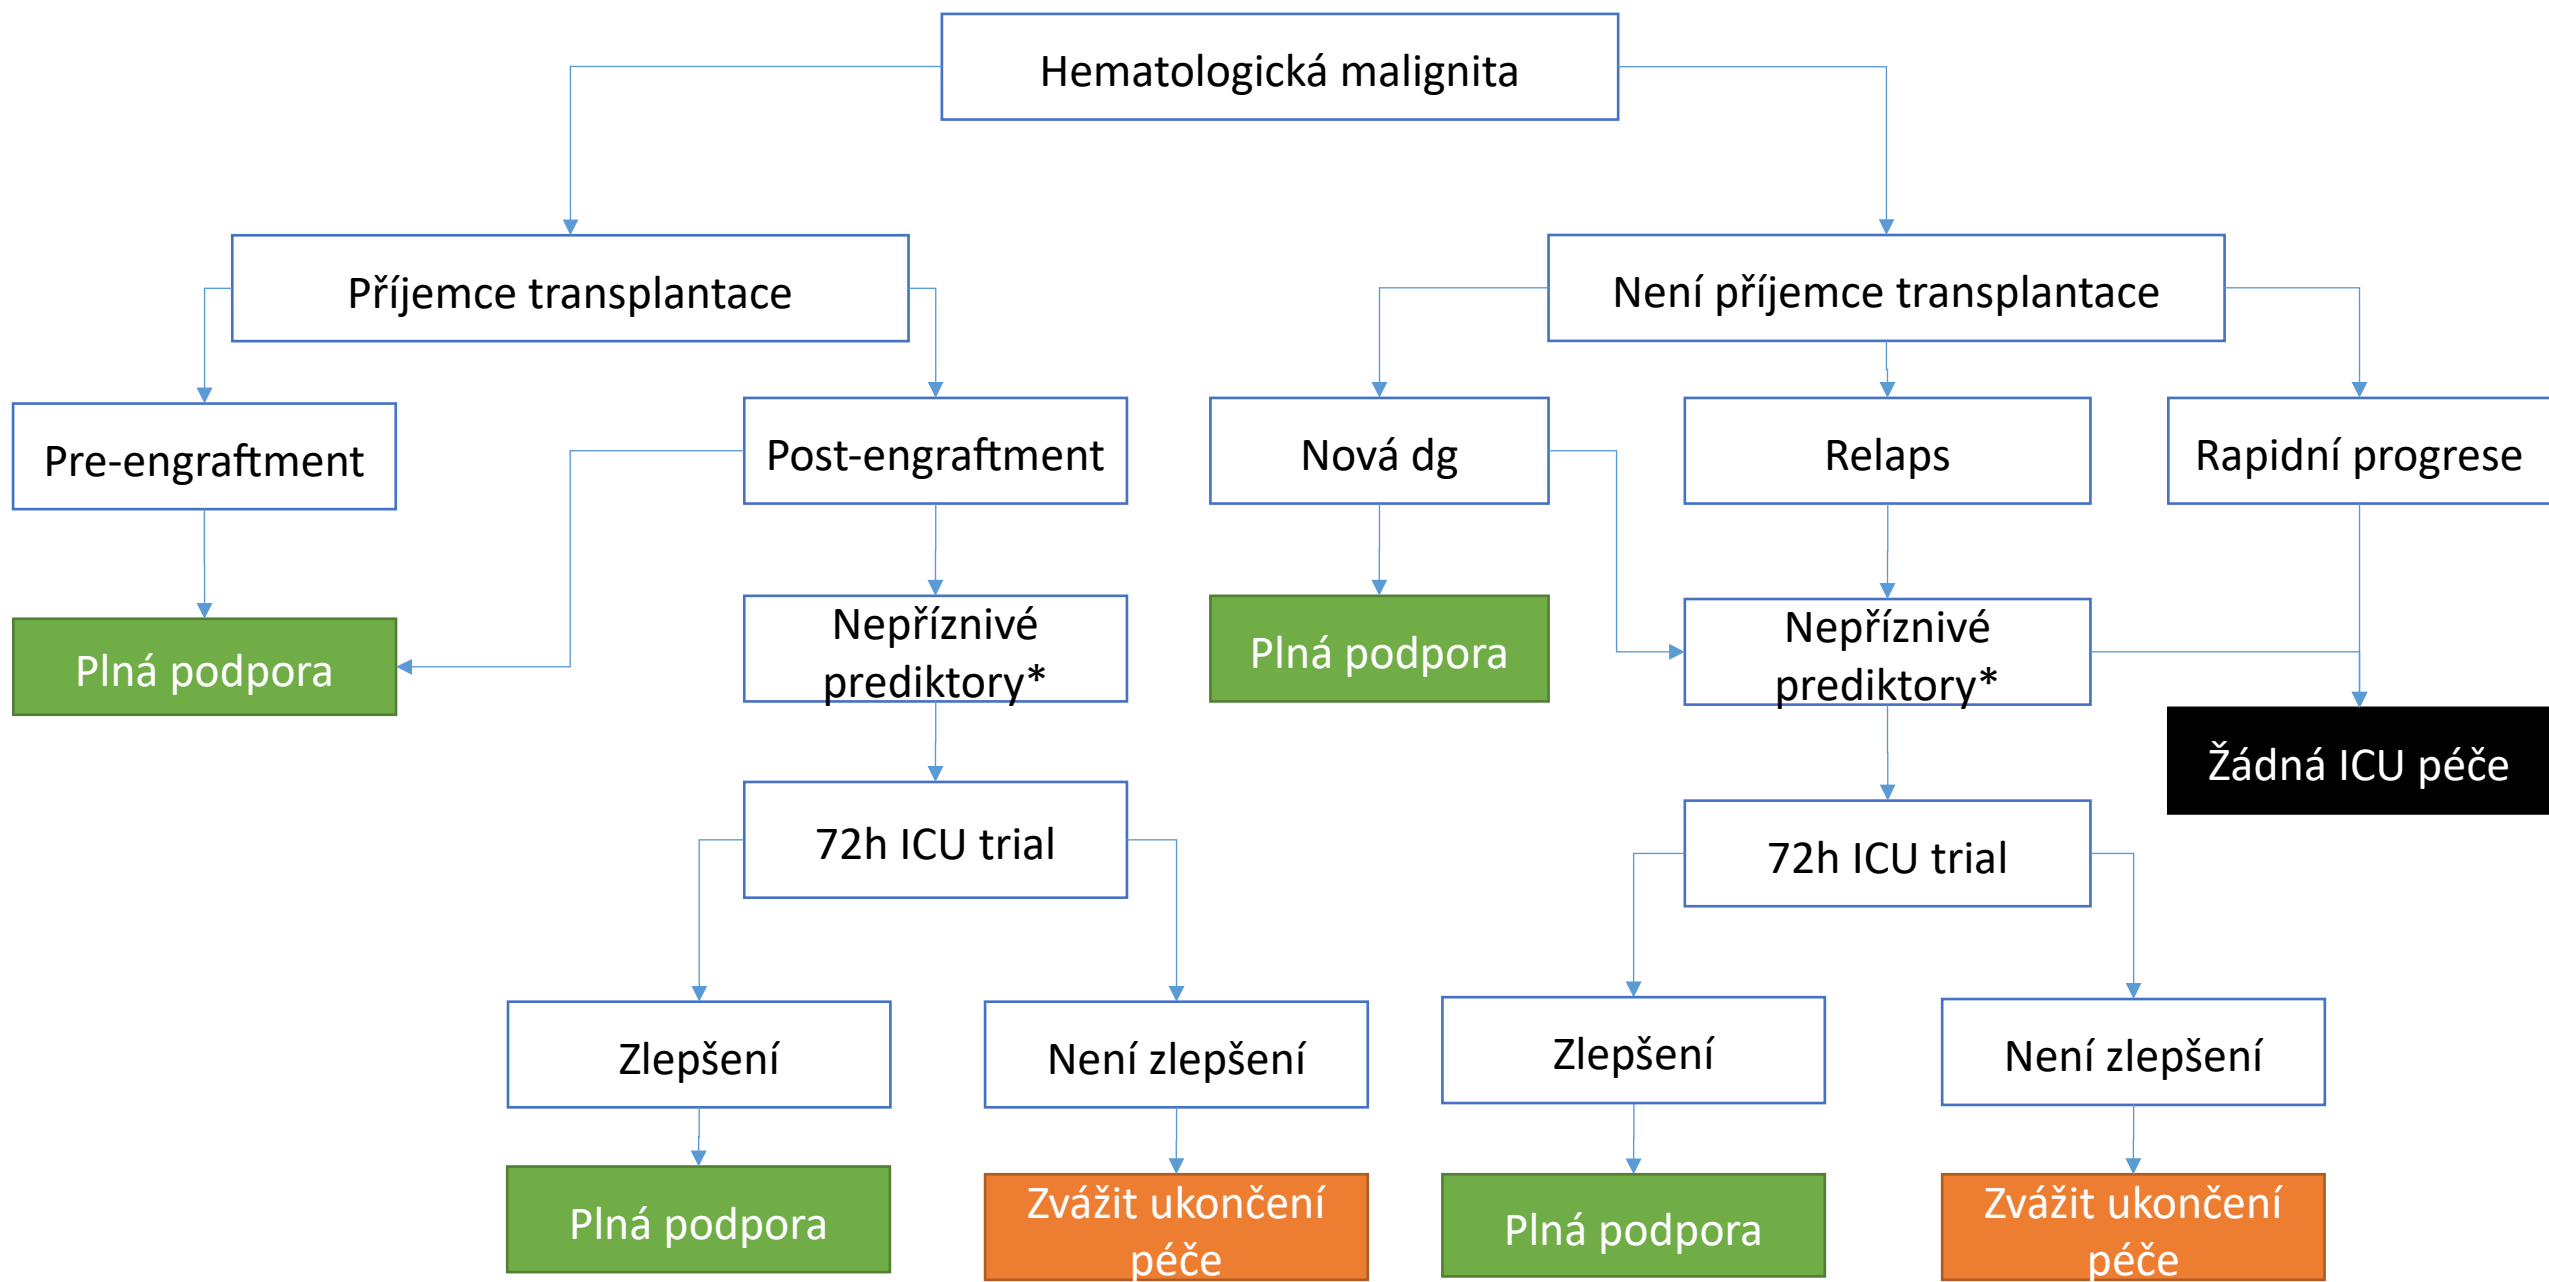 Hematologická malignita
Příjemce transplantace
Není příjemce transplantace
Pre-engraftment
Post-engraftment
Nová dg
Relaps
Rapidní progrese
Plná podpora
Nepříznivé
prediktory*
Plná podpora
Nepříznivé
prediktory*
Žádná ICU péče
72h ICU trial
72h ICU trial
Zlepšení
Není zlepšení
Zlepšení
Není zlepšení
Plná podpora
Zvážit ukončení
péče
Plná podpora
Zvážit ukončení
péče